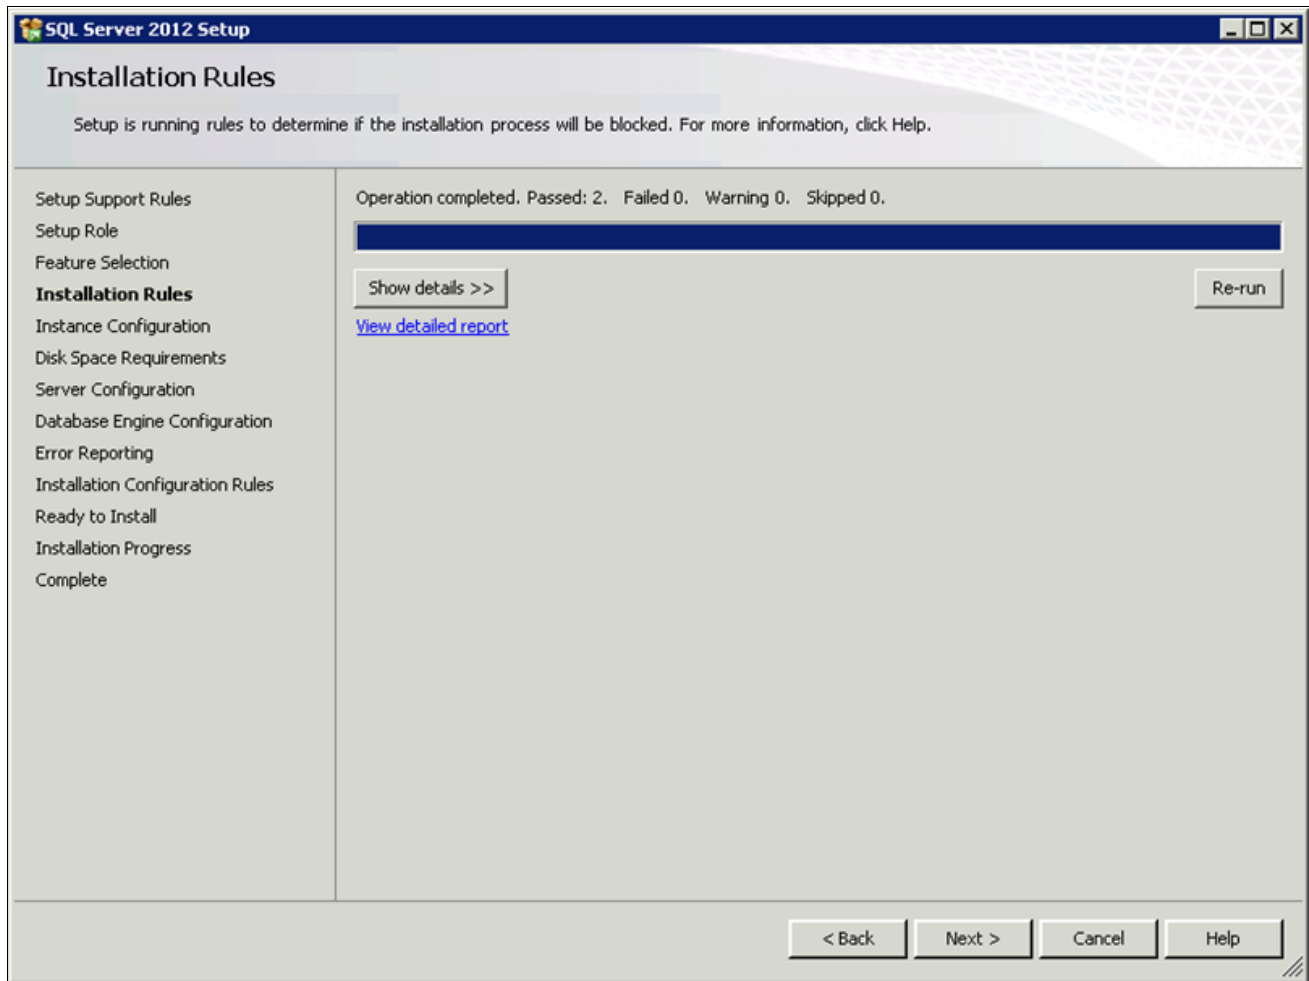 SQL Server 2012 Setup
Installation Rules
Setup is running rules to determine if the installation process will be blocked. For more information, click Help.
Setup Support Rules
Setup Role
Feature Selection
Installation Rules
Instance Configuration
Disk Space Requirements
Server Configuration
Database Engine Configuration
Error Reporting
Installation Configuration Rules
Ready to Install
Installation Progress
Complete
Operation completed. Passed: 2.   Failed 0.   Warning 0.   Skipped 0.
Show details >>
Re-run
View detailed report
< Back
Next >
Cancel
Help